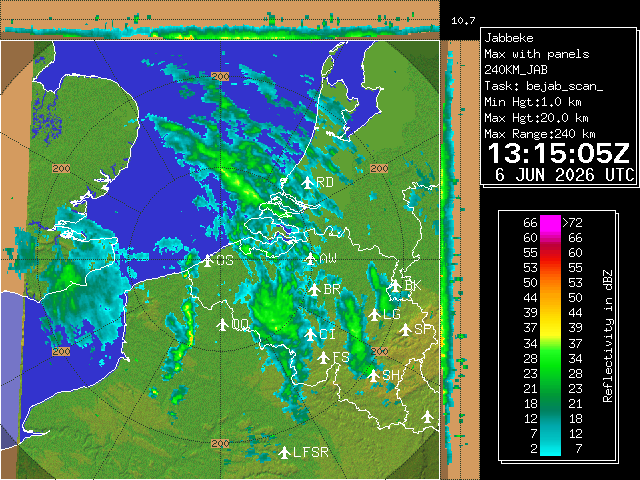 10.7
Jabbeke
Max with panels
240KM_JAB
Task: bejab_scan_
Min Hgt:1.0 km
Max Hgt:20.0 km
Max Range:240 km
13:15:05Z
6 JUN 2026 UTC
200
200
200
RD
OS
AW
BR
BK
LG
QQ
CI
SP
200
200
FS
SH
200
LFSR
66 >72
60 66
55 60
53 55
50 53
44 50
39 44
37 39
34 37
28 34
24 28
21 23
18 21
12 18
7 12
2 7
Reflectivity in dBZ